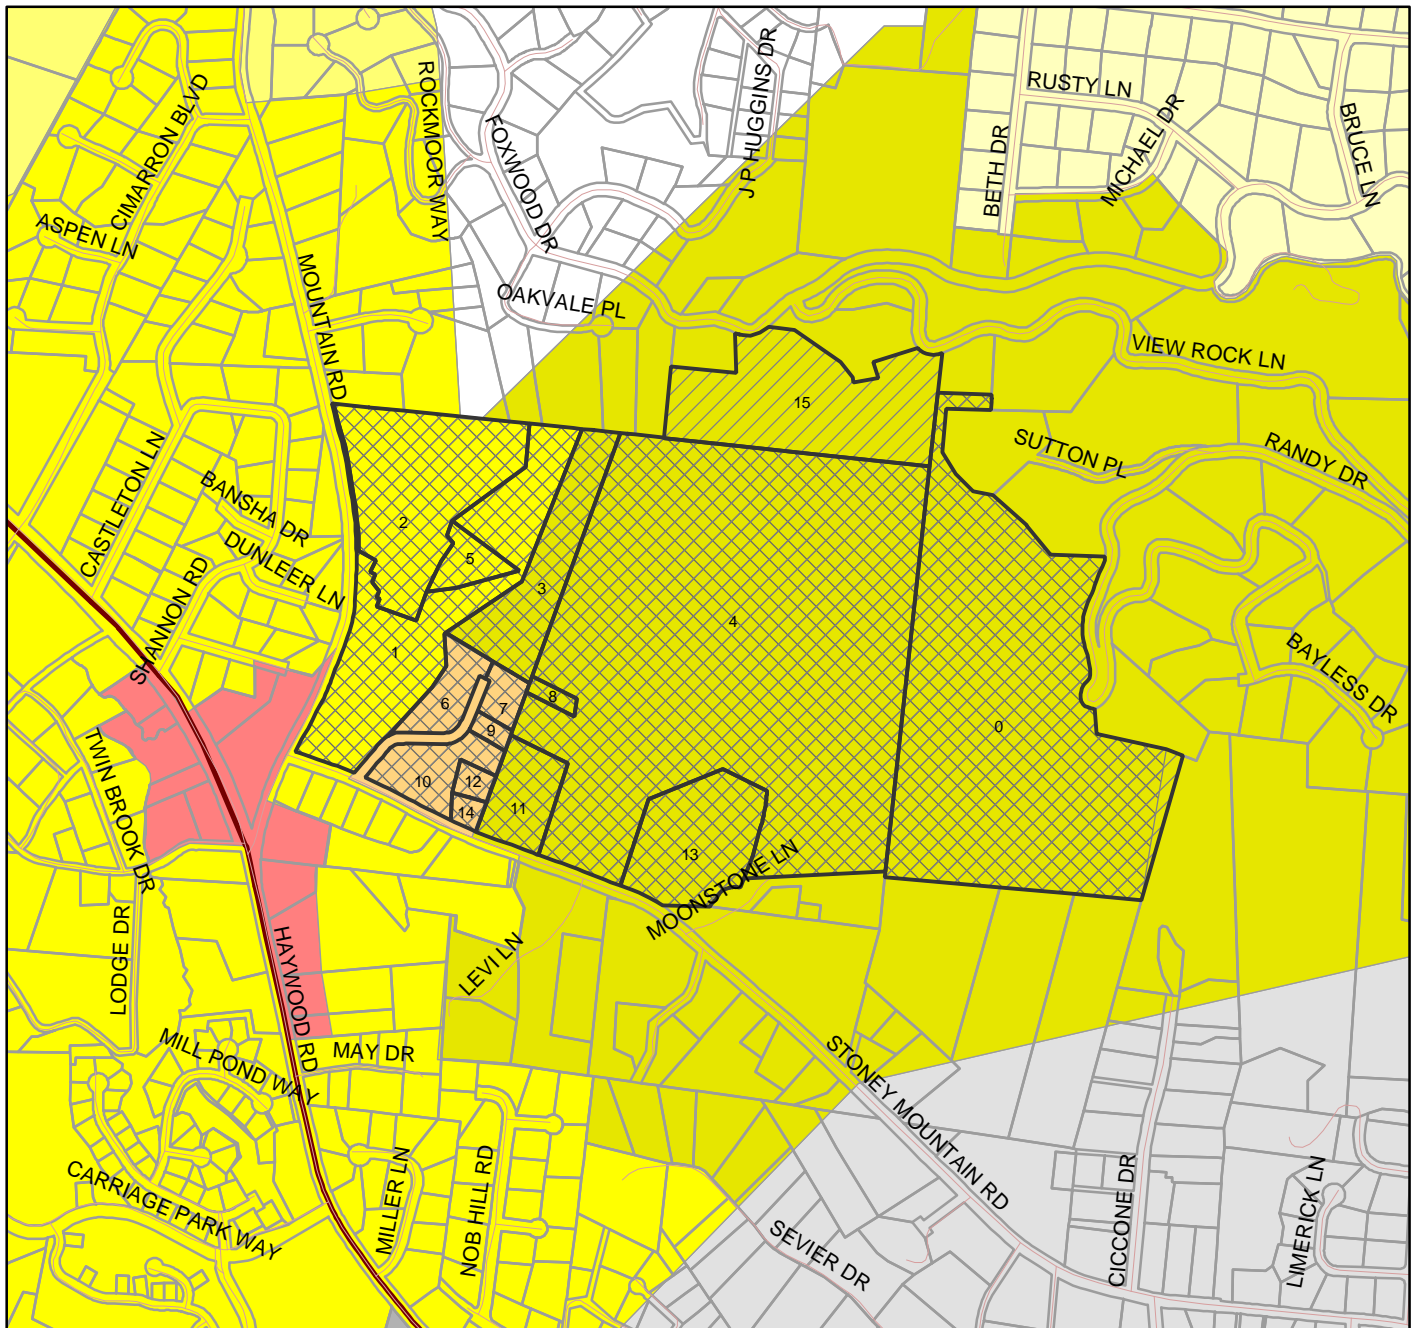 RUSTY LN
ROCKMOOR WAY
J P HUGGINS DR
CIMARRON BLVD
MICHAEL DR
BRUCE LN
FOXWOOD DR
BETH DR
ASPEN LN
MOUNTAIN RD
OAKVALE PL
VIEW ROCK LN
15
SUTTON PL
RANDY DR
CASTLETON LN
BANSHA DR
2
DUNLEER LN
5
3
SHANNON RD
4
1
BAYLESS DR
8
6
7
0
9
TWIN BROOK DR
10
12
11
14
13
MOONSTONE LN
LODGE DR
HAYWOOD RD
LEVI LN
MAY DR
MILL POND WAY
STONEY MOUNTAIN RD
CARRIAGE PARK WAY
MILLER LN
NOB HILL RD
SEVIER DR
CICCONE DR
LIMERICK LN